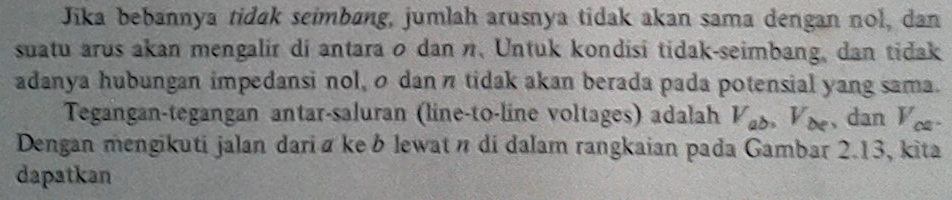 Jika bebannya tidak seimbang, jumlah arusnya tidak akan sama dengan nol, dan
suatu arus akan mengalir di antara o dan n. Untuk kondisi tidak-seimbang, dan tidak
adanya hubungan impedansi nol, o dan n tidak akan berada pada potensial yang sama.
Tegangan-tegangan antar-saluran (line-to-line voltages) adalah Vab, Vbc, dan Vca.
Dengan mengikuti jalan dari a ke b lewat n di dalam rangkaian pada Gambar 2.13, kita
dapatkan